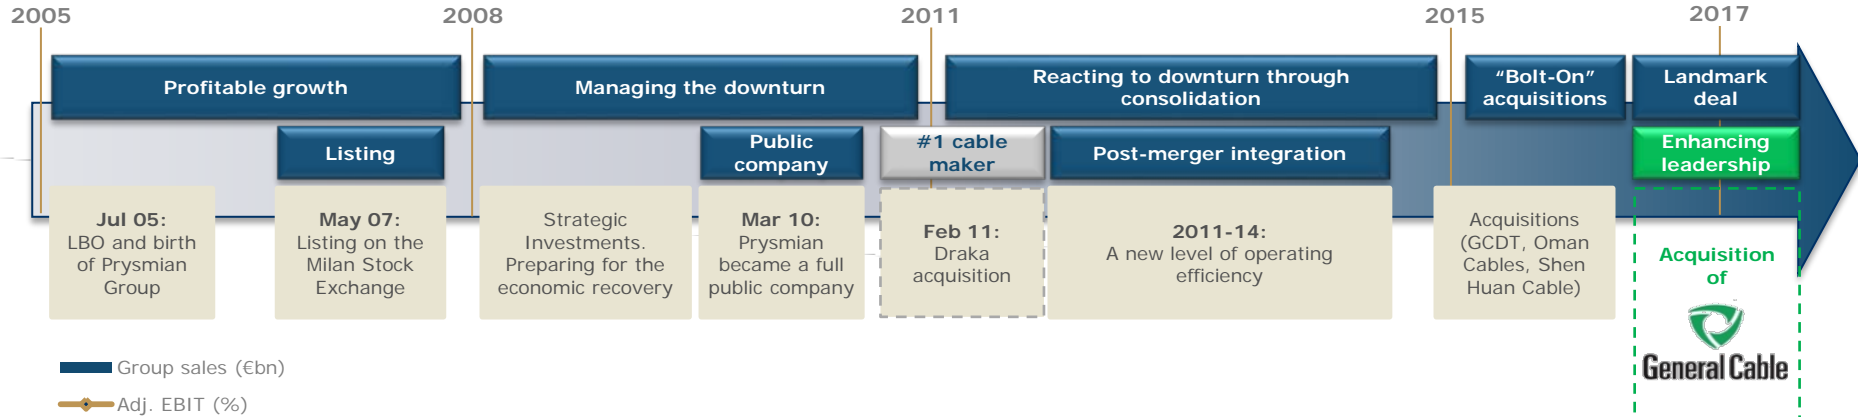 2005
2008
2011
2015
2017
Profitable growth
Managing the downturn
Reacting to downturn through
consolidation
“Bolt-On”
acquisitions
Landmark
deal
Listing
Public
company
#1 cable
maker
Post-merger integration
Enhancing
leadership
Jul 05:
LBO and birth
of Prysmian
Group
May 07:
Listing on the
Milan Stock
Exchange
Strategic
Investments.
Preparing for the
economic recovery
Mar 10:
Prysmian
became a full
public company
Feb 11:
Draka
acquisition
2011-14:
A new level of operating
efficiency
Acquisitions
(GCDT, Oman
Cables, Shen
Huan Cable)
Acquisition
of
General Cable
Group sales (€bn)
Adj. EBIT (%)